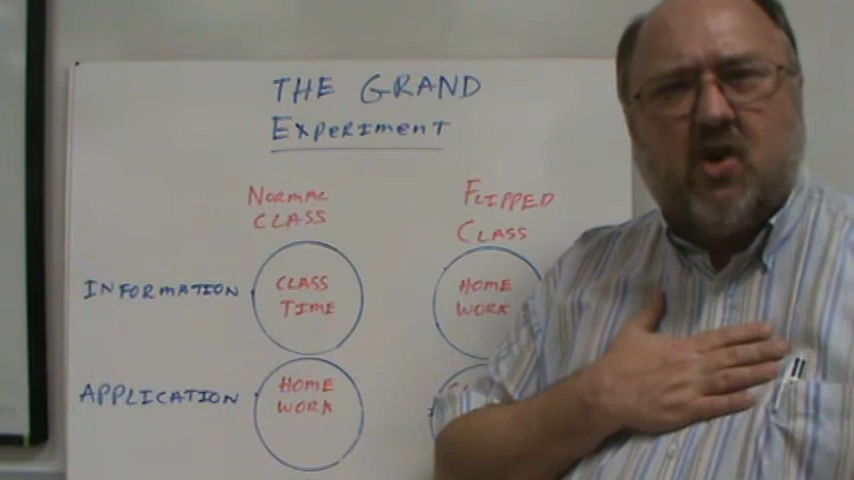 THE GRAND
ExperIment
NORMAL
CLASS
FLIPPED
CLASS
INFORMATION
CLASS
TIME
HOME
WORK
APPLICATION
HOME
WORK